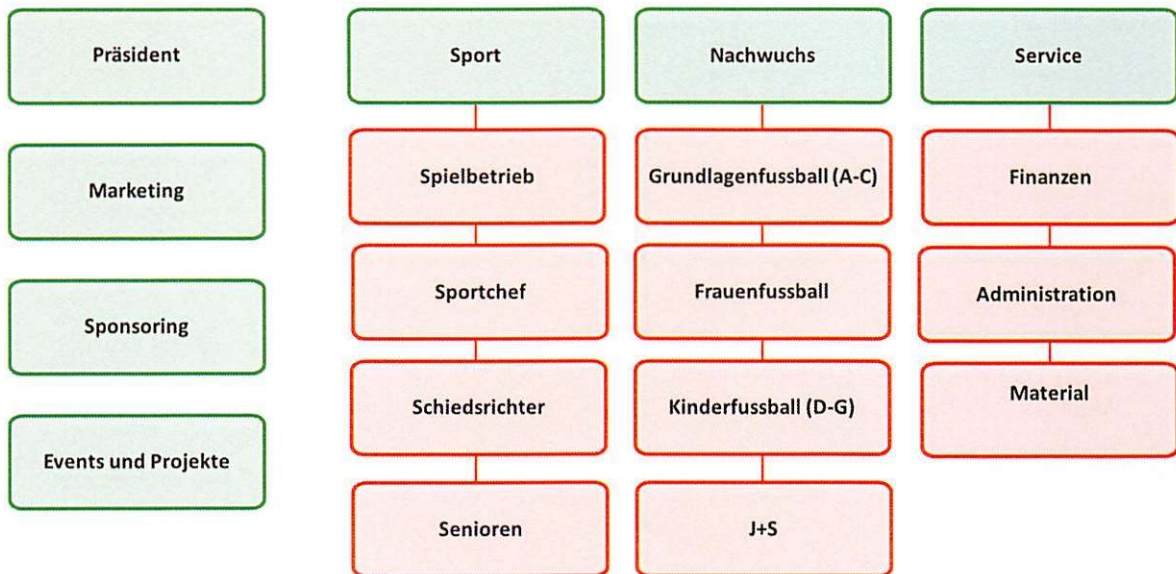 Präsident
Marketing
Sponsoring
Events und Projekte
Sport
Spielbetrieb
Sportchef
Schiedsrichter
Senioren
Nachwuchs
Grundlagenfussball (A-C)
Frauenfussball
Kinderfussball (D-G)
J+S
Service
Finanzen
Administration
Material